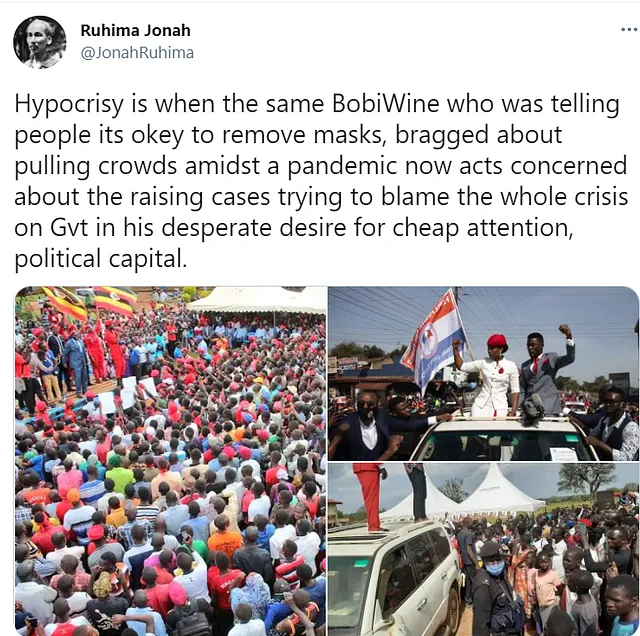 Ruhima Jonah
@JonahRuhima
Hypocrisy is when the same BobiWine who was telling
people its okey to remove masks, bragged about
pulling crowds amidst a pandemic now acts concerned
about the raising cases trying to blame the whole crisis
on Gvt in his desperate desire for cheap attention,
political capital.